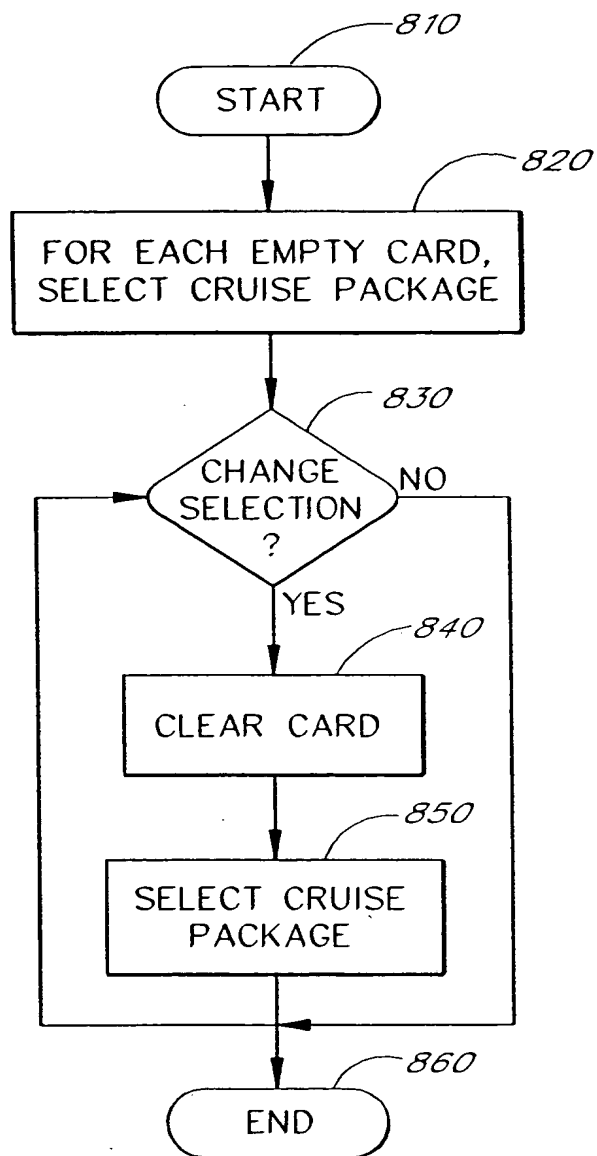 810
START
820
FOR EACH EMPTY CARD,
SELECT CRUISE PACKAGE
830
CHANGE
SELECTION
?
NO
YES
840
CLEAR CARD
850
SELECT CRUISE
PACKAGE
860
END